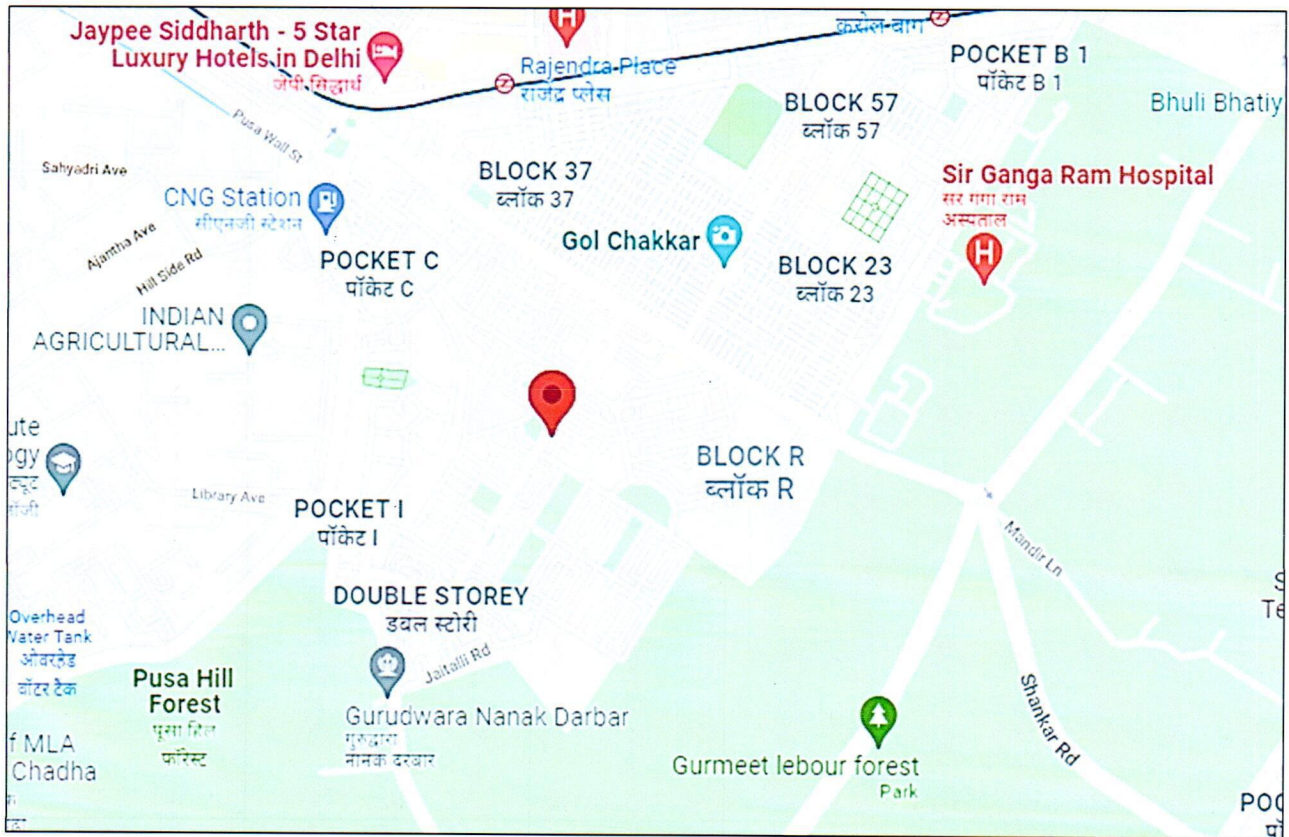 Jaypee Siddharth - 5 Star
Luxury Hotels in Delhi
जेपी सिद्धार्थ
H
Rajendra Place
राजेंद्र प्लेस
करोल बाग
POCKET B 1
पॉकेट B 1
BLOCK 57
ब्लॉक 57
Bhuli Bhatiy
Pusa Wall St
Sahyadri Ave
BLOCK 37
ब्लॉक 37
Sir Ganga Ram Hospital
सर गंगा राम
अस्पताल
H
CNG Station
सीएनजी स्टेशन
Gol Chakkar
Ajantha Ave
Hill Side Rd
POCKET C
पॉकेट C
BLOCK 23
ब्लॉक 23
INDIAN
AGRICULTURAL...
ute
ogy
BLOCK R
ब्लॉक R
Library Ave
POCKET I
पॉकेट I
Mandir Ln
DOUBLE STOREY
डबल स्टोरी
S
Te
Overhead
Water Tank
ओवरहेड
वॉटर टैंक
Jaitalli Rd
Pusa Hill
Forest
पूसा हिल
फॉरेस्ट
Gurudwara Nanak Darbar
गुरुद्वारा
नानक दरबार
Shankar Rd
f MLA
Chadha
Gurmeet lebour forest
Park
POC